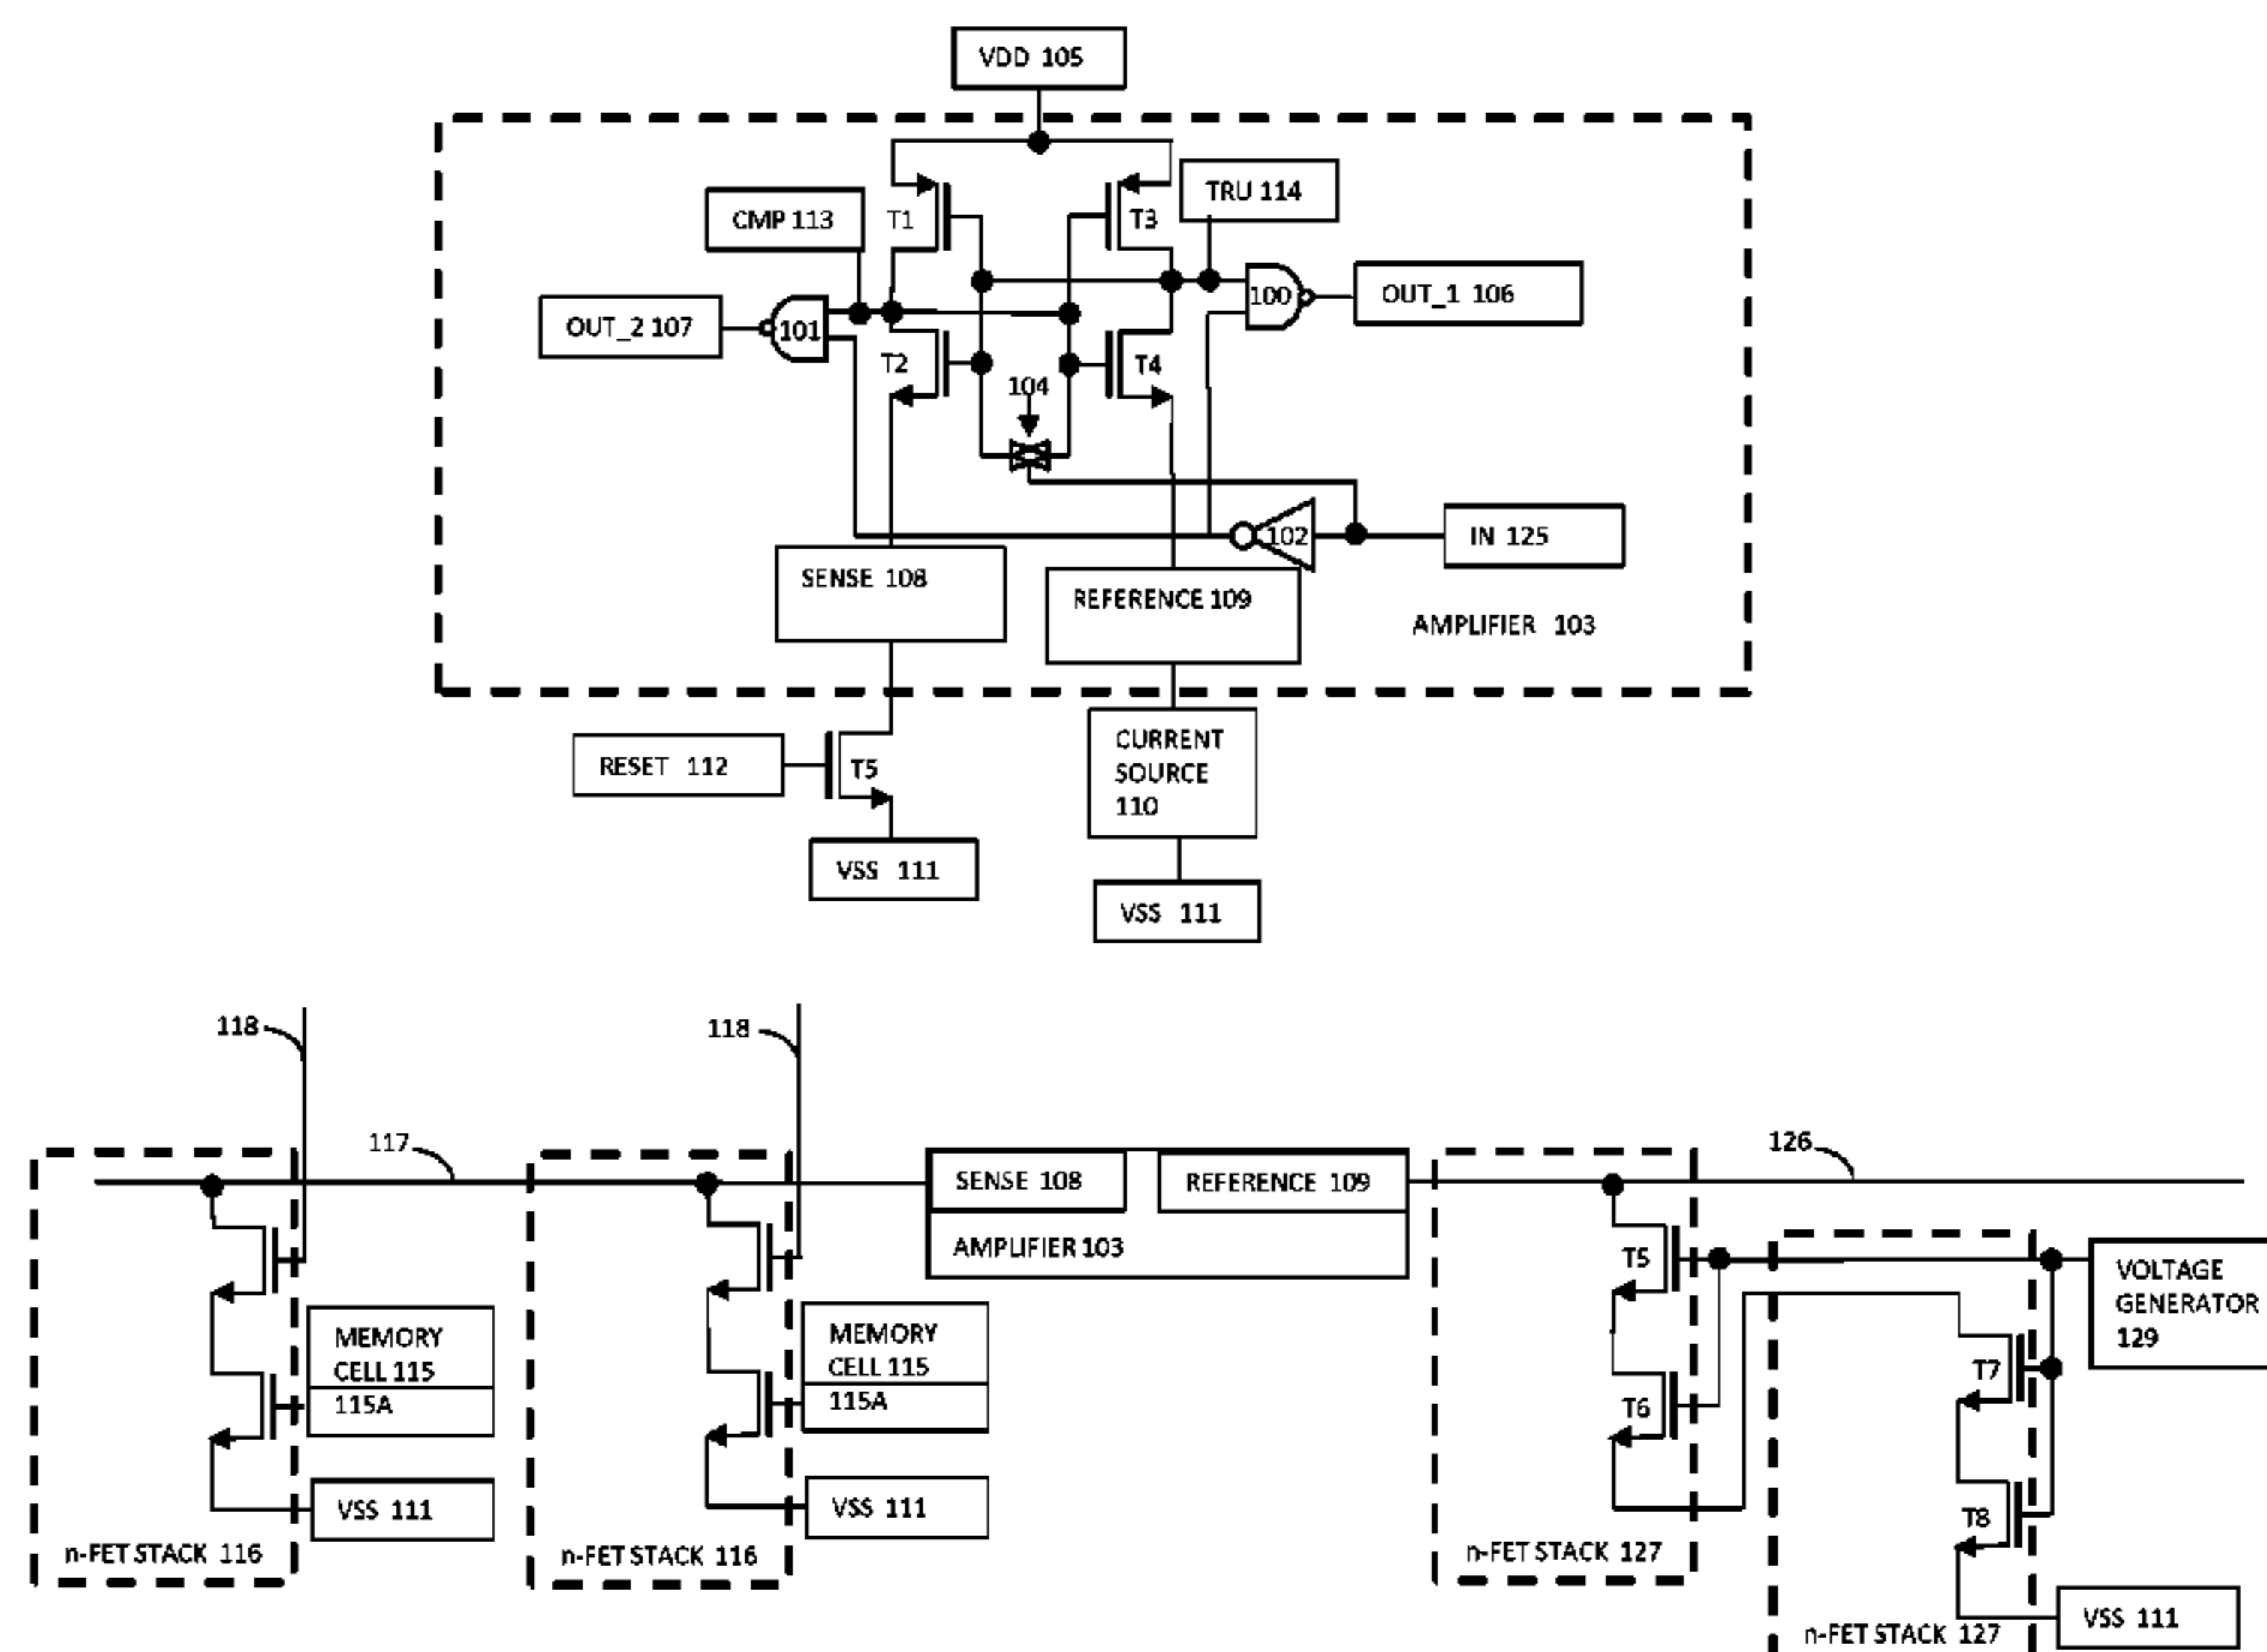 VDD 105
CMP 113
T1
T3
TRU 114
OUT_2 107
101
100
OUT_1 106
T2
104
T4
102
IN 125
SENSE 108
REFERENCE 109
AMPLIFIER 103
RESET 112
T5
CURRENT
SOURCE
110
VSS 111
VSS 111
118
118
117
126
SENSE 108
REFERENCE 109
AMPLIFIER 103
T5
VOLTAGE
GENERATOR
129
MEMORY
CELL 115
115A
MEMORY
CELL 115
115A
T6
T7
T8
VSS 111
VSS 111
n-FET STACK 116
n-FET STACK 116
n-FET STACK 127
VSS 111
n-FET STACK 127